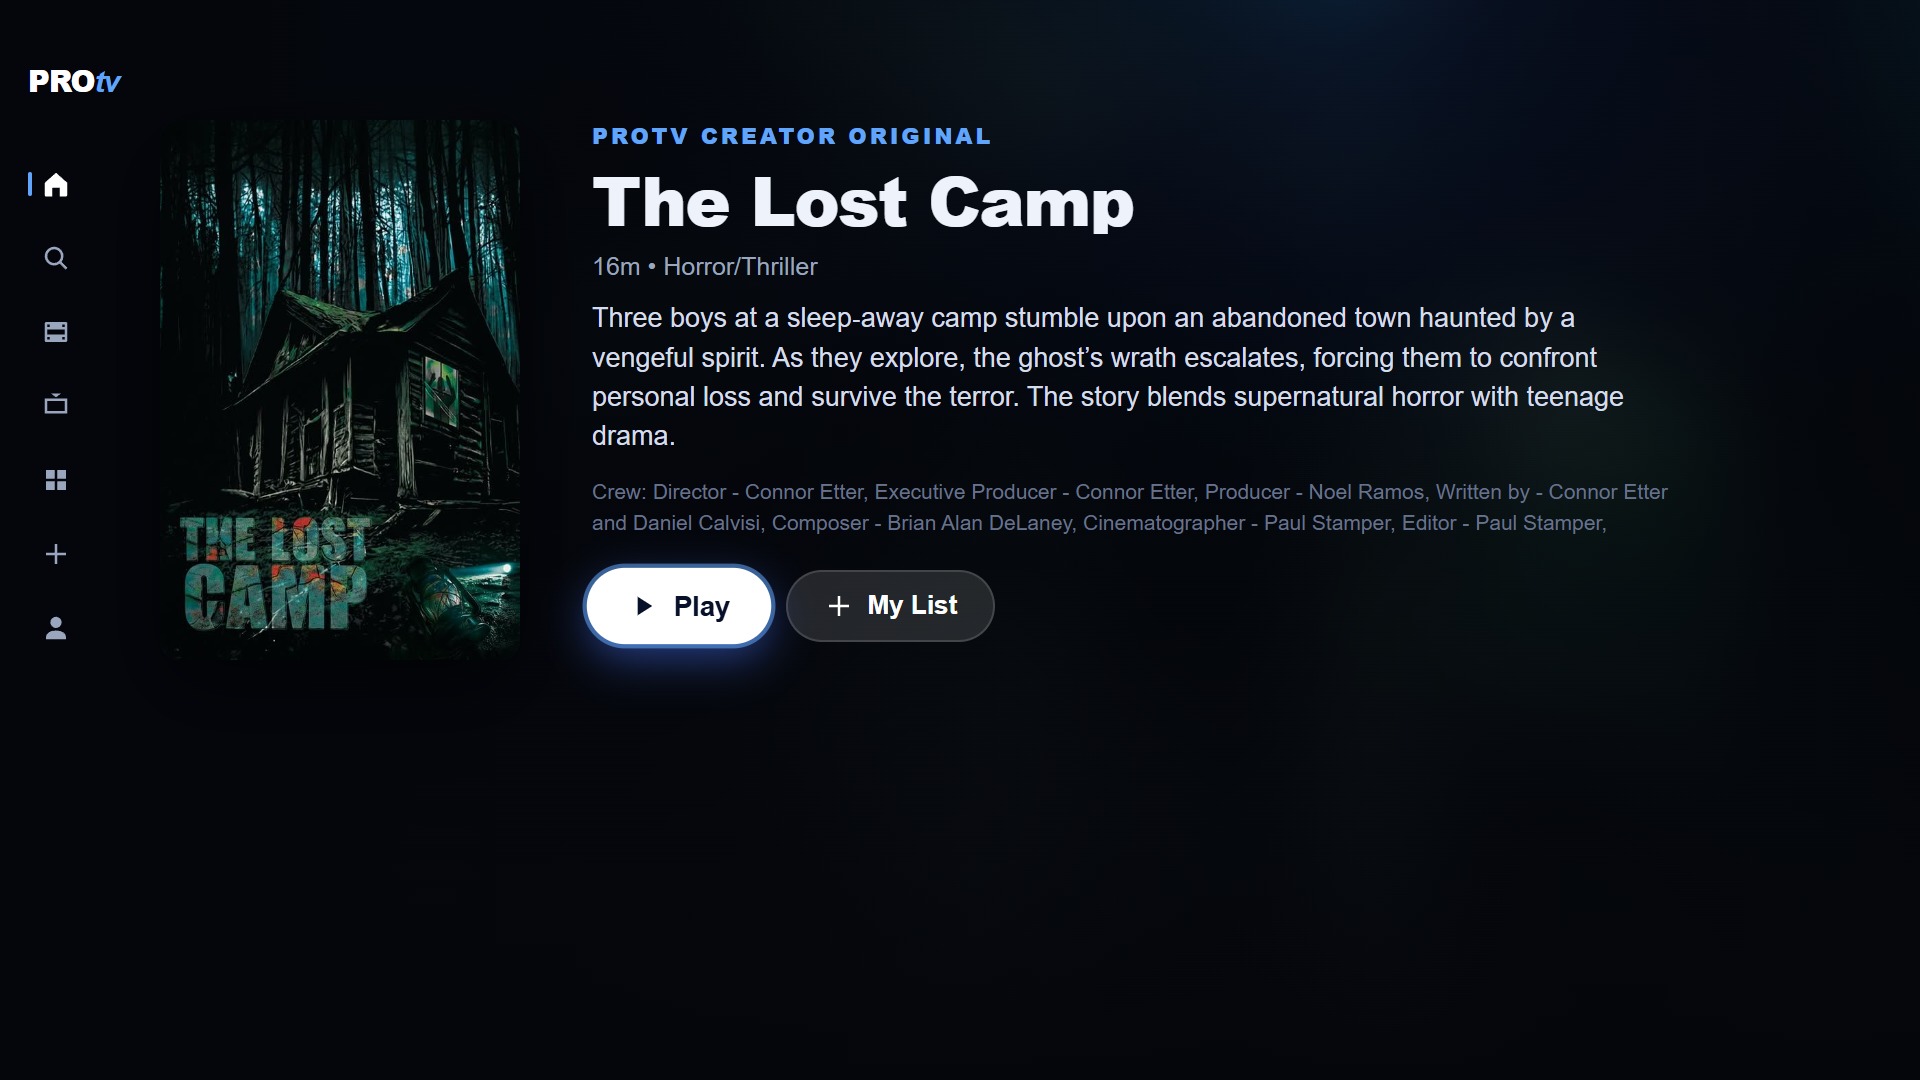 PROtv
PROTV CREATOR ORIGINAL
The Lost Camp
16m • Horror/Thriller
Three boys at a sleep-away camp stumble upon an abandoned town haunted by a
vengeful spirit. As they explore, the ghost’s wrath escalates, forcing them to confront
personal loss and survive the terror. The story blends supernatural horror with teenage
drama.
Crew: Director - Connor Etter, Executive Producer - Connor Etter, Producer - Noel Ramos, Written by - Connor Etter
and Daniel Calvisi, Composer - Brian Alan DeLaney, Cinematographer - Paul Stamper, Editor - Paul Stamper,
Play
My List
THE LOST
CAMP